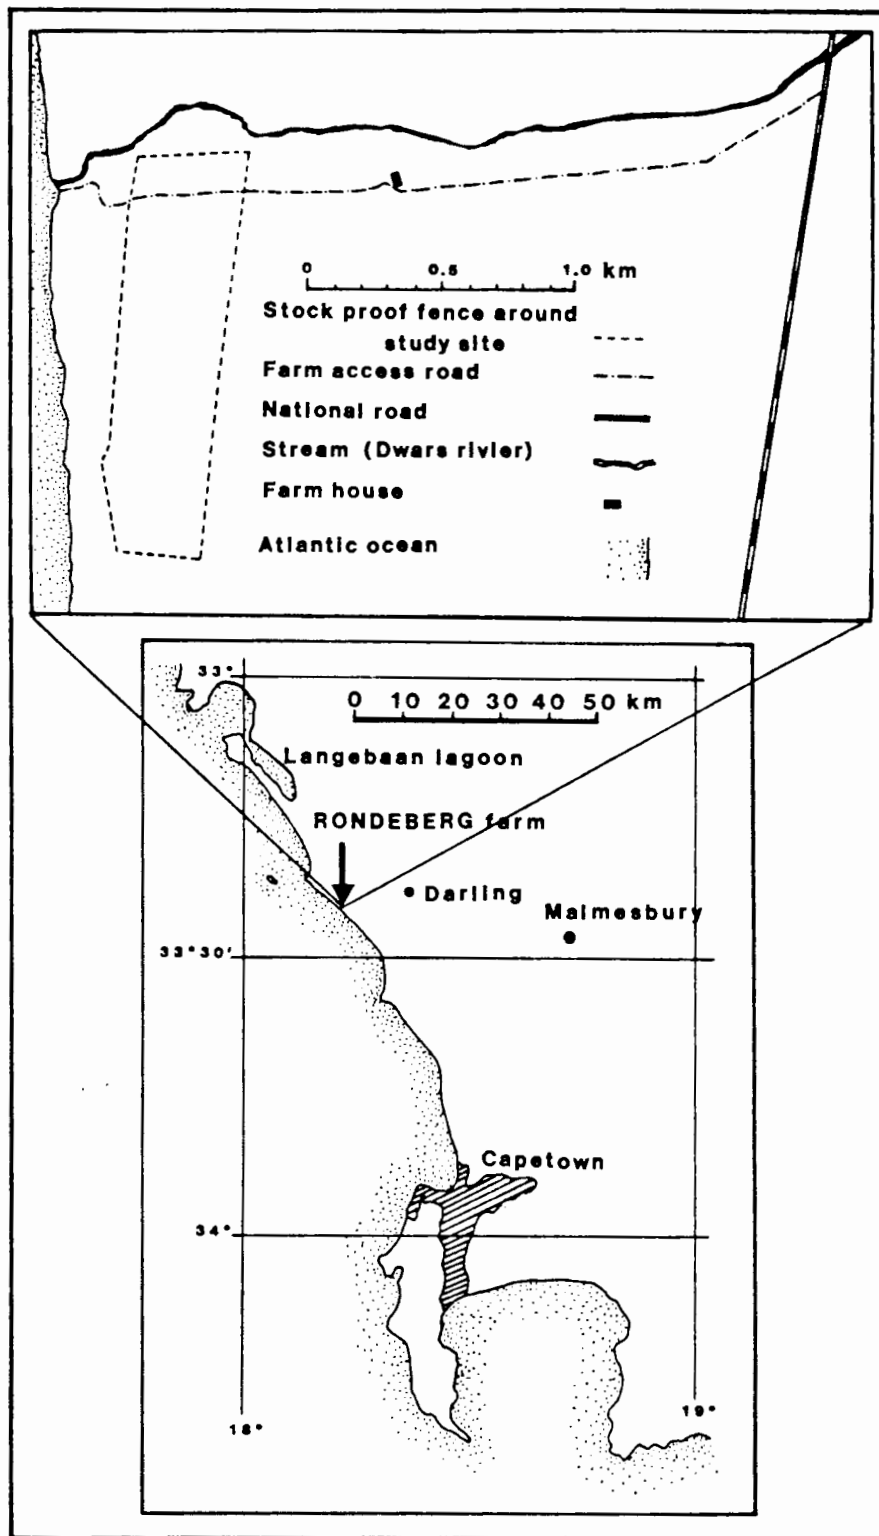 0 0.5 1.0 km
Stock proof fence around
study site
Farm access road
National road
Stream (Dwars rivier)
Farm house
Atlantic ocean
33°
0 10 20 30 40 50 km
Langebaan lagoon
RONDEBERG farm
Darling
Malmesbury
33°30'
Capetown
34°
18°
19°